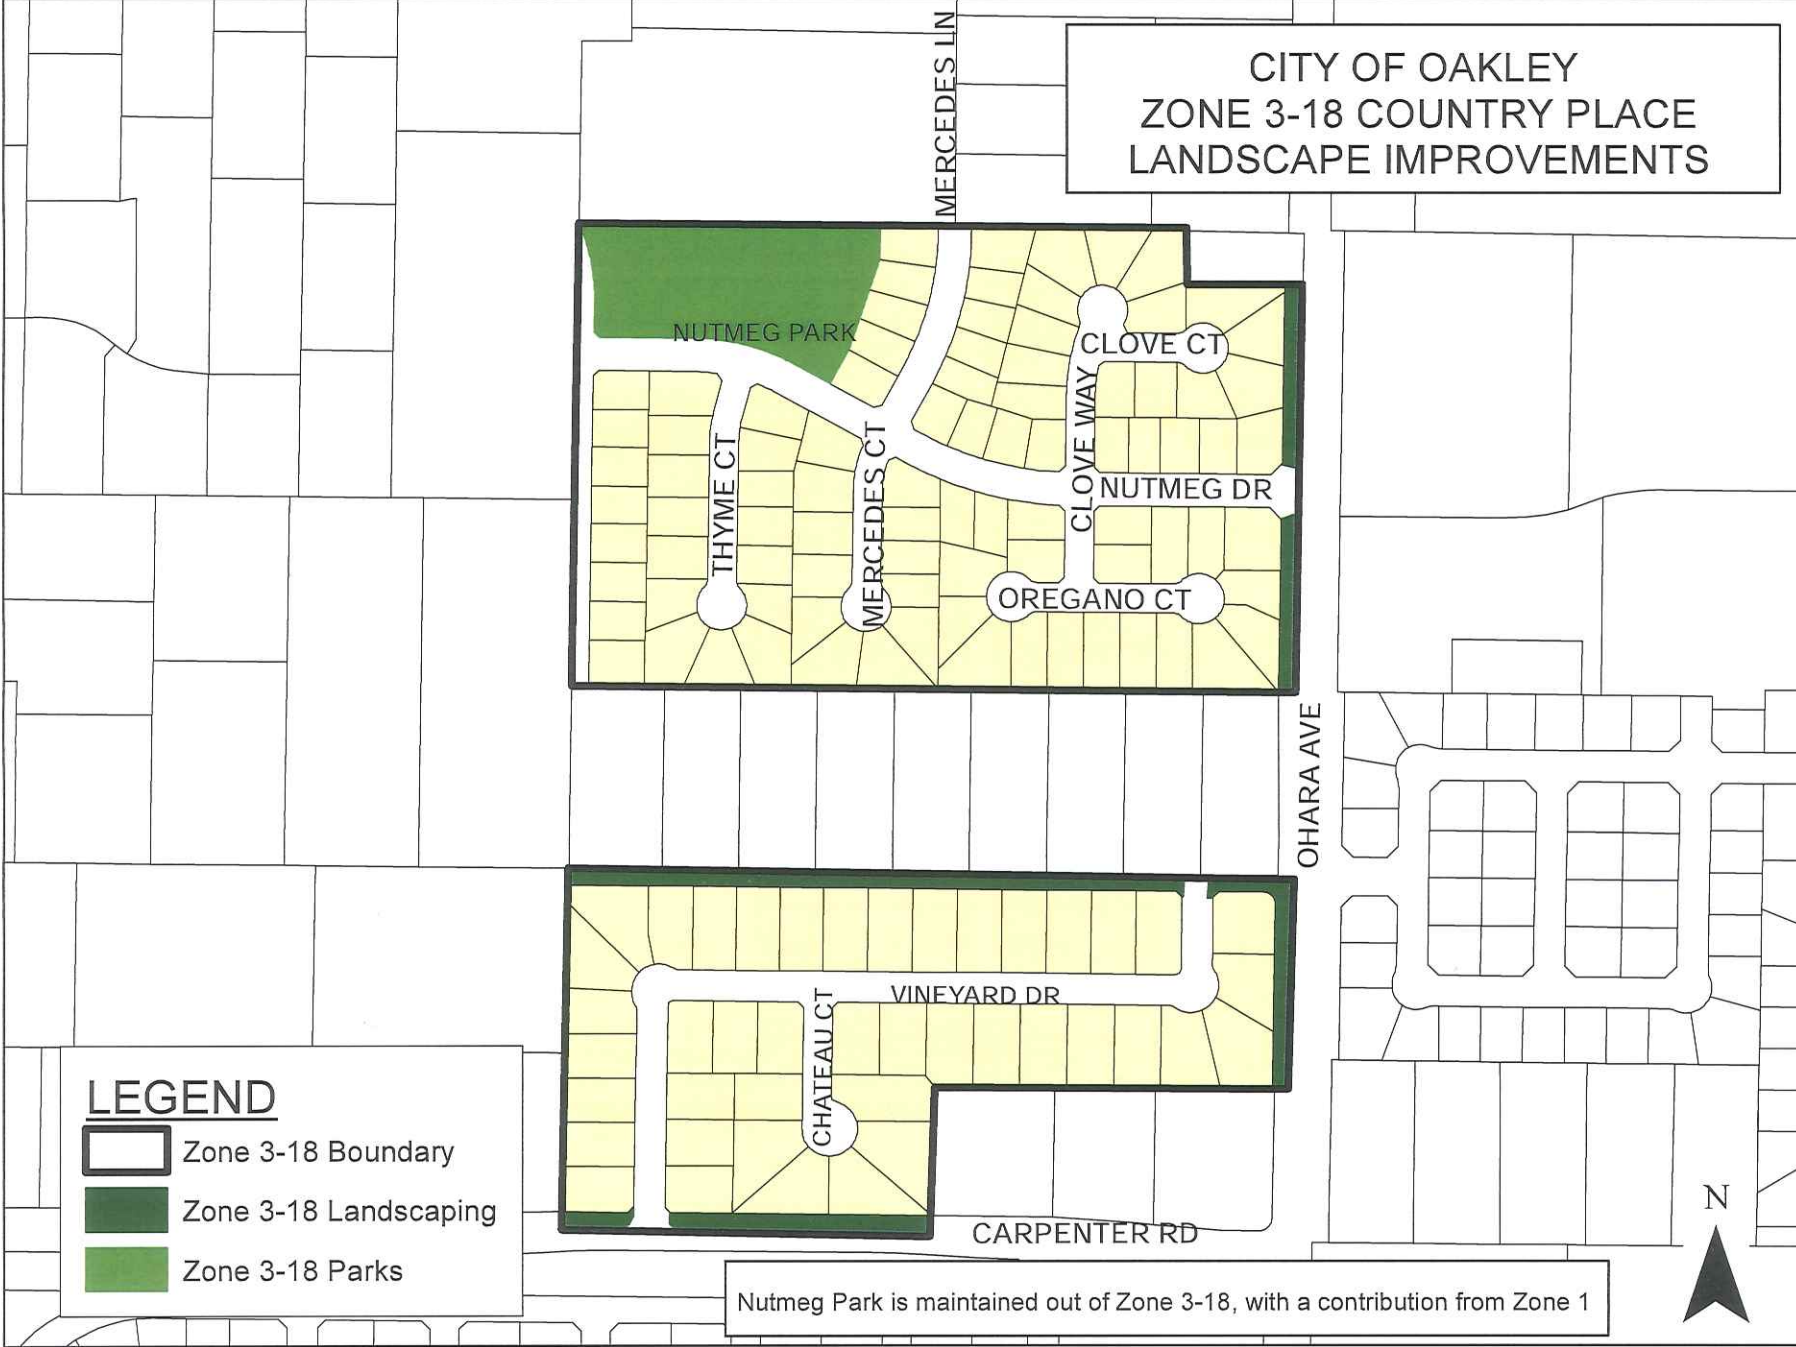 CITY OF OAKLEY
ZONE 3-18 COUNTRY PLACE
LANDSCAPE IMPROVEMENTS
MERCEDES LN
NUTMEG PARK
CLOVE CT
CLOVE WAY
THYME CT
MERCEDES CT
NUTMEG DR
OREGANO CT
OHARA AVE
VINEYARD DR
CHATEAU CT
CARPENTER RD
LEGEND
Zone 3-18 Boundary
Zone 3-18 Landscaping
Zone 3-18 Parks
N
Nutmeg Park is maintained out of Zone 3-18, with a contribution from Zone 1